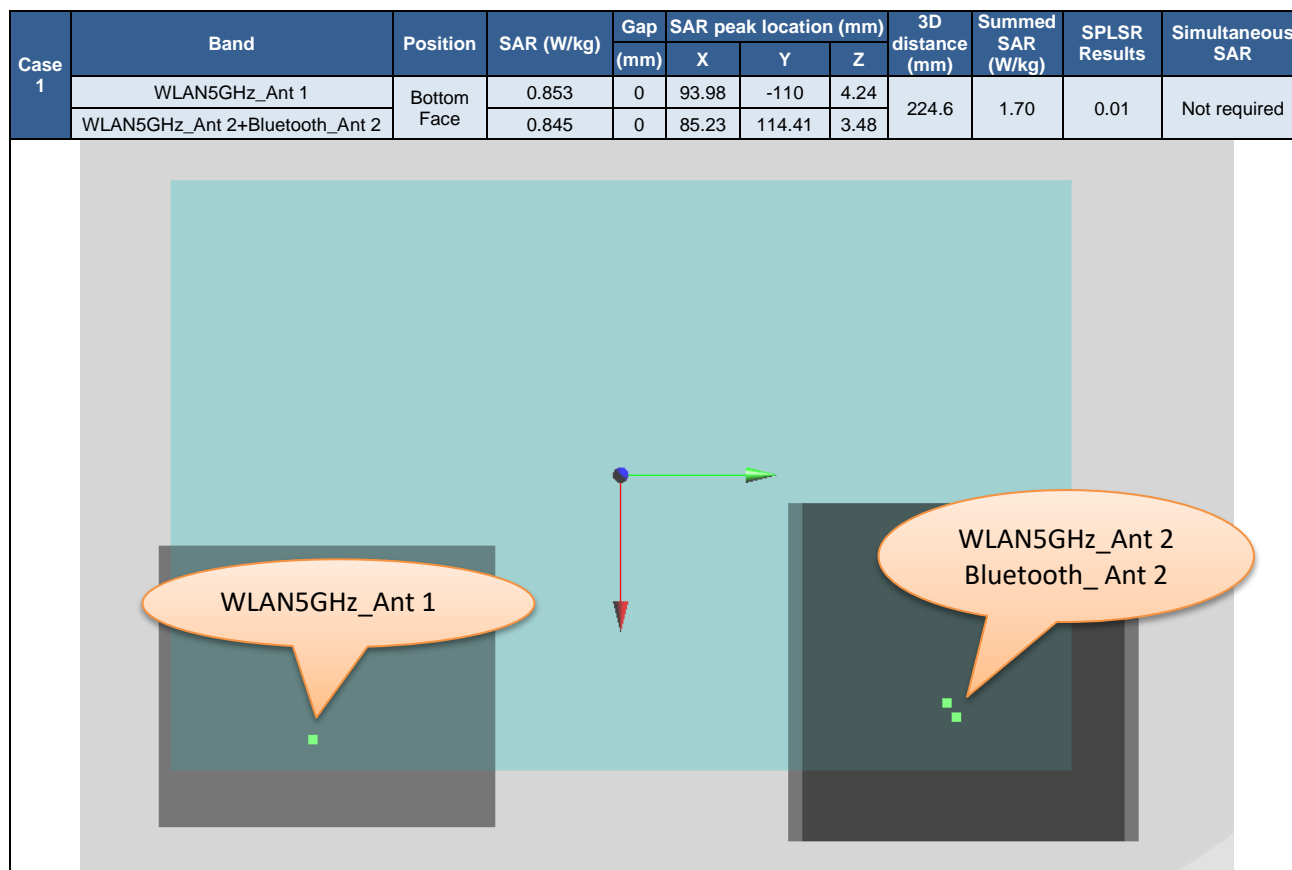 Case 1 Band Position SAR (W/kg) Gap (mm) SAR peak location (mm) X Y Z 3D distance (mm) Summed SAR (W/kg) SPLSR Results Simultaneous SAR
WLAN5GHz_Ant 1 Bottom Face 0.853 0 93.98 -110 4.24 224.6 1.70 0.01 Not required
WLAN5GHz_Ant 2+Bluetooth_Ant 2 0.845 0 85.23 114.41 3.48
WLAN5GHz_Ant 2
Bluetooth_ Ant 2
WLAN5GHz_Ant 1